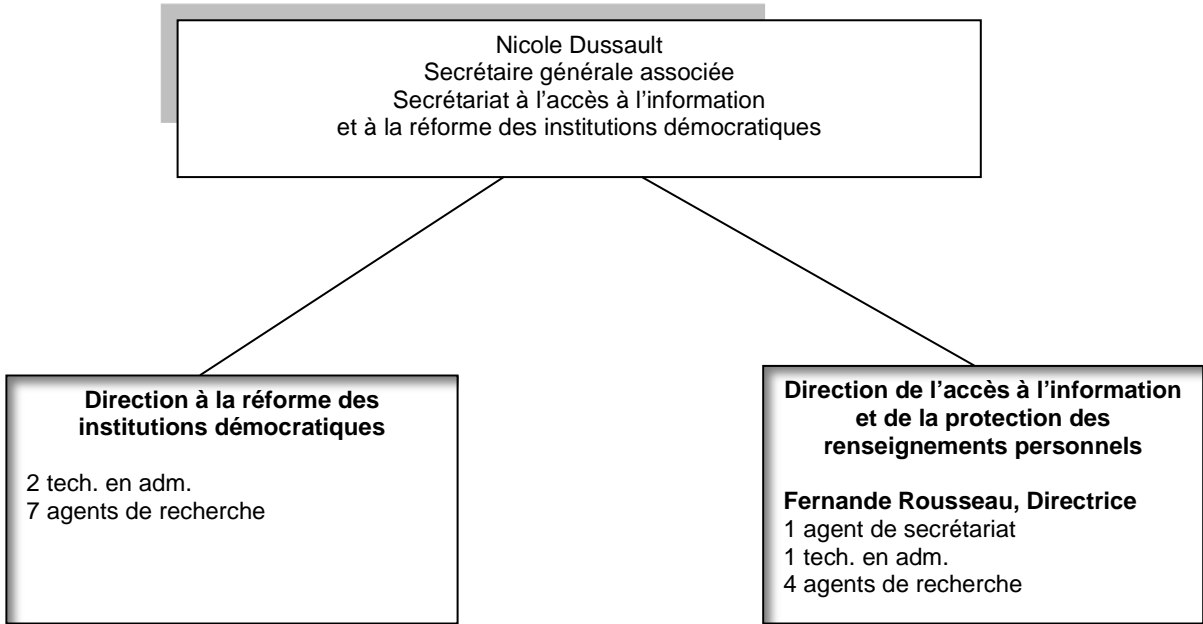 Nicole Dussault
Secrétaire générale associée
Secrétariat à l’accès à l’information
et à la réforme des institutions démocratiques
Direction à la réforme des
institutions démocratiques
2 tech. en adm.
7 agents de recherche
Direction de l’accès à l’information
et de la protection des
renseignements personnels
Fernande Rousseau, Directrice
1 agent de secrétariat
1 tech. en adm.
4 agents de recherche